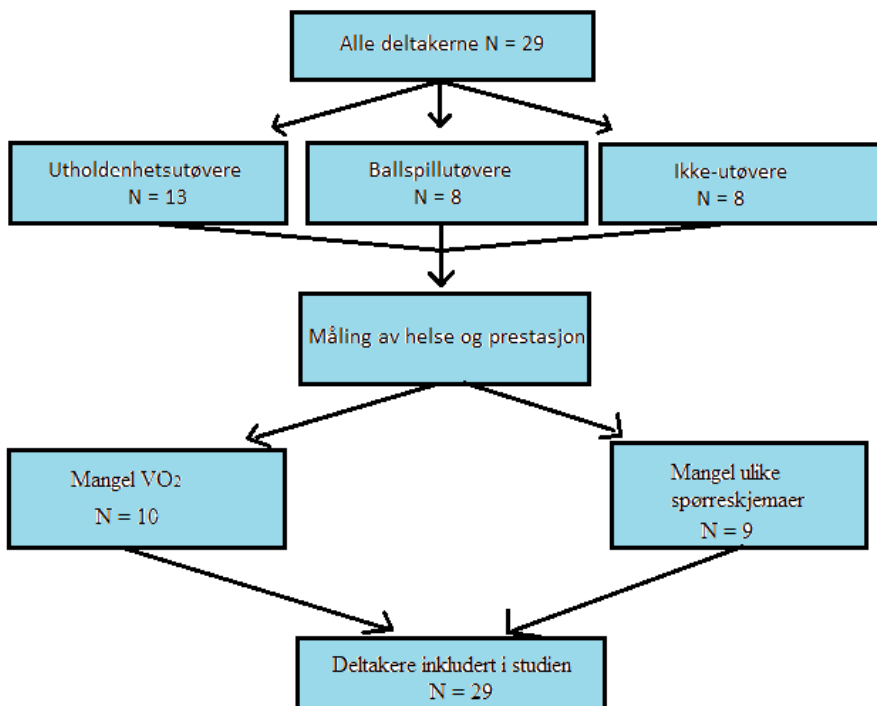 Alle deltakerne N = 29
Utholdenhetsutøvere
N = 13
Ballspillutøvere
N = 8
Ikke-utøvere
N = 8
Måling av helse og prestasjon
Mangel VO2
N = 10
Mangel ulike
spørreskjemaer
N = 9
Deltakere inkludert i studien
N = 29